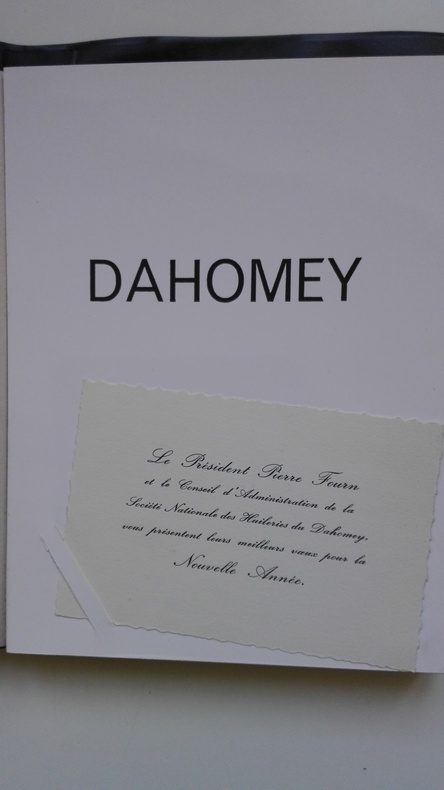 DAHOMEY
Le Président Pierre Fourn
et le Conseil d'Administration de la
Société Nationale des Huileries du Dahomey,
vous présentent leurs meilleurs vœux pour la
Nouvelle Année.